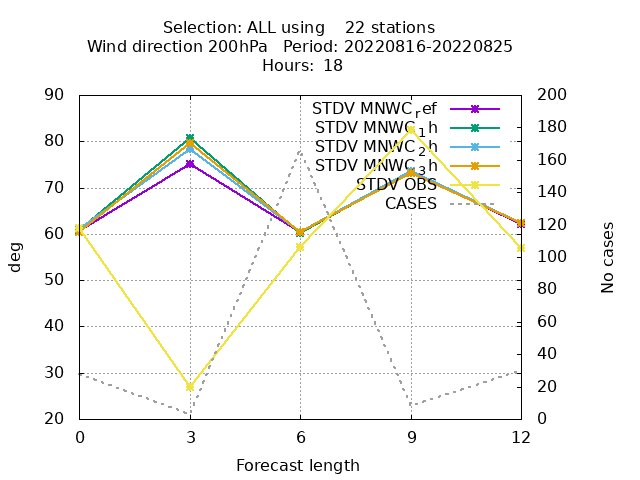 Selection: ALL using 22 stations
Wind direction 200hPa Period: 20220816-20220825
Hours: 18
90
80
70
60
50
40
30
20
deg
200
180
160
140
120
100
80
60
40
20
0
No cases
STDV MNWC_ref
STDV MNWC_1h
STDV MNWC_2h
STDV MNWC_3h
STDV OBS
CASES
0 3 6 9 12
Forecast length